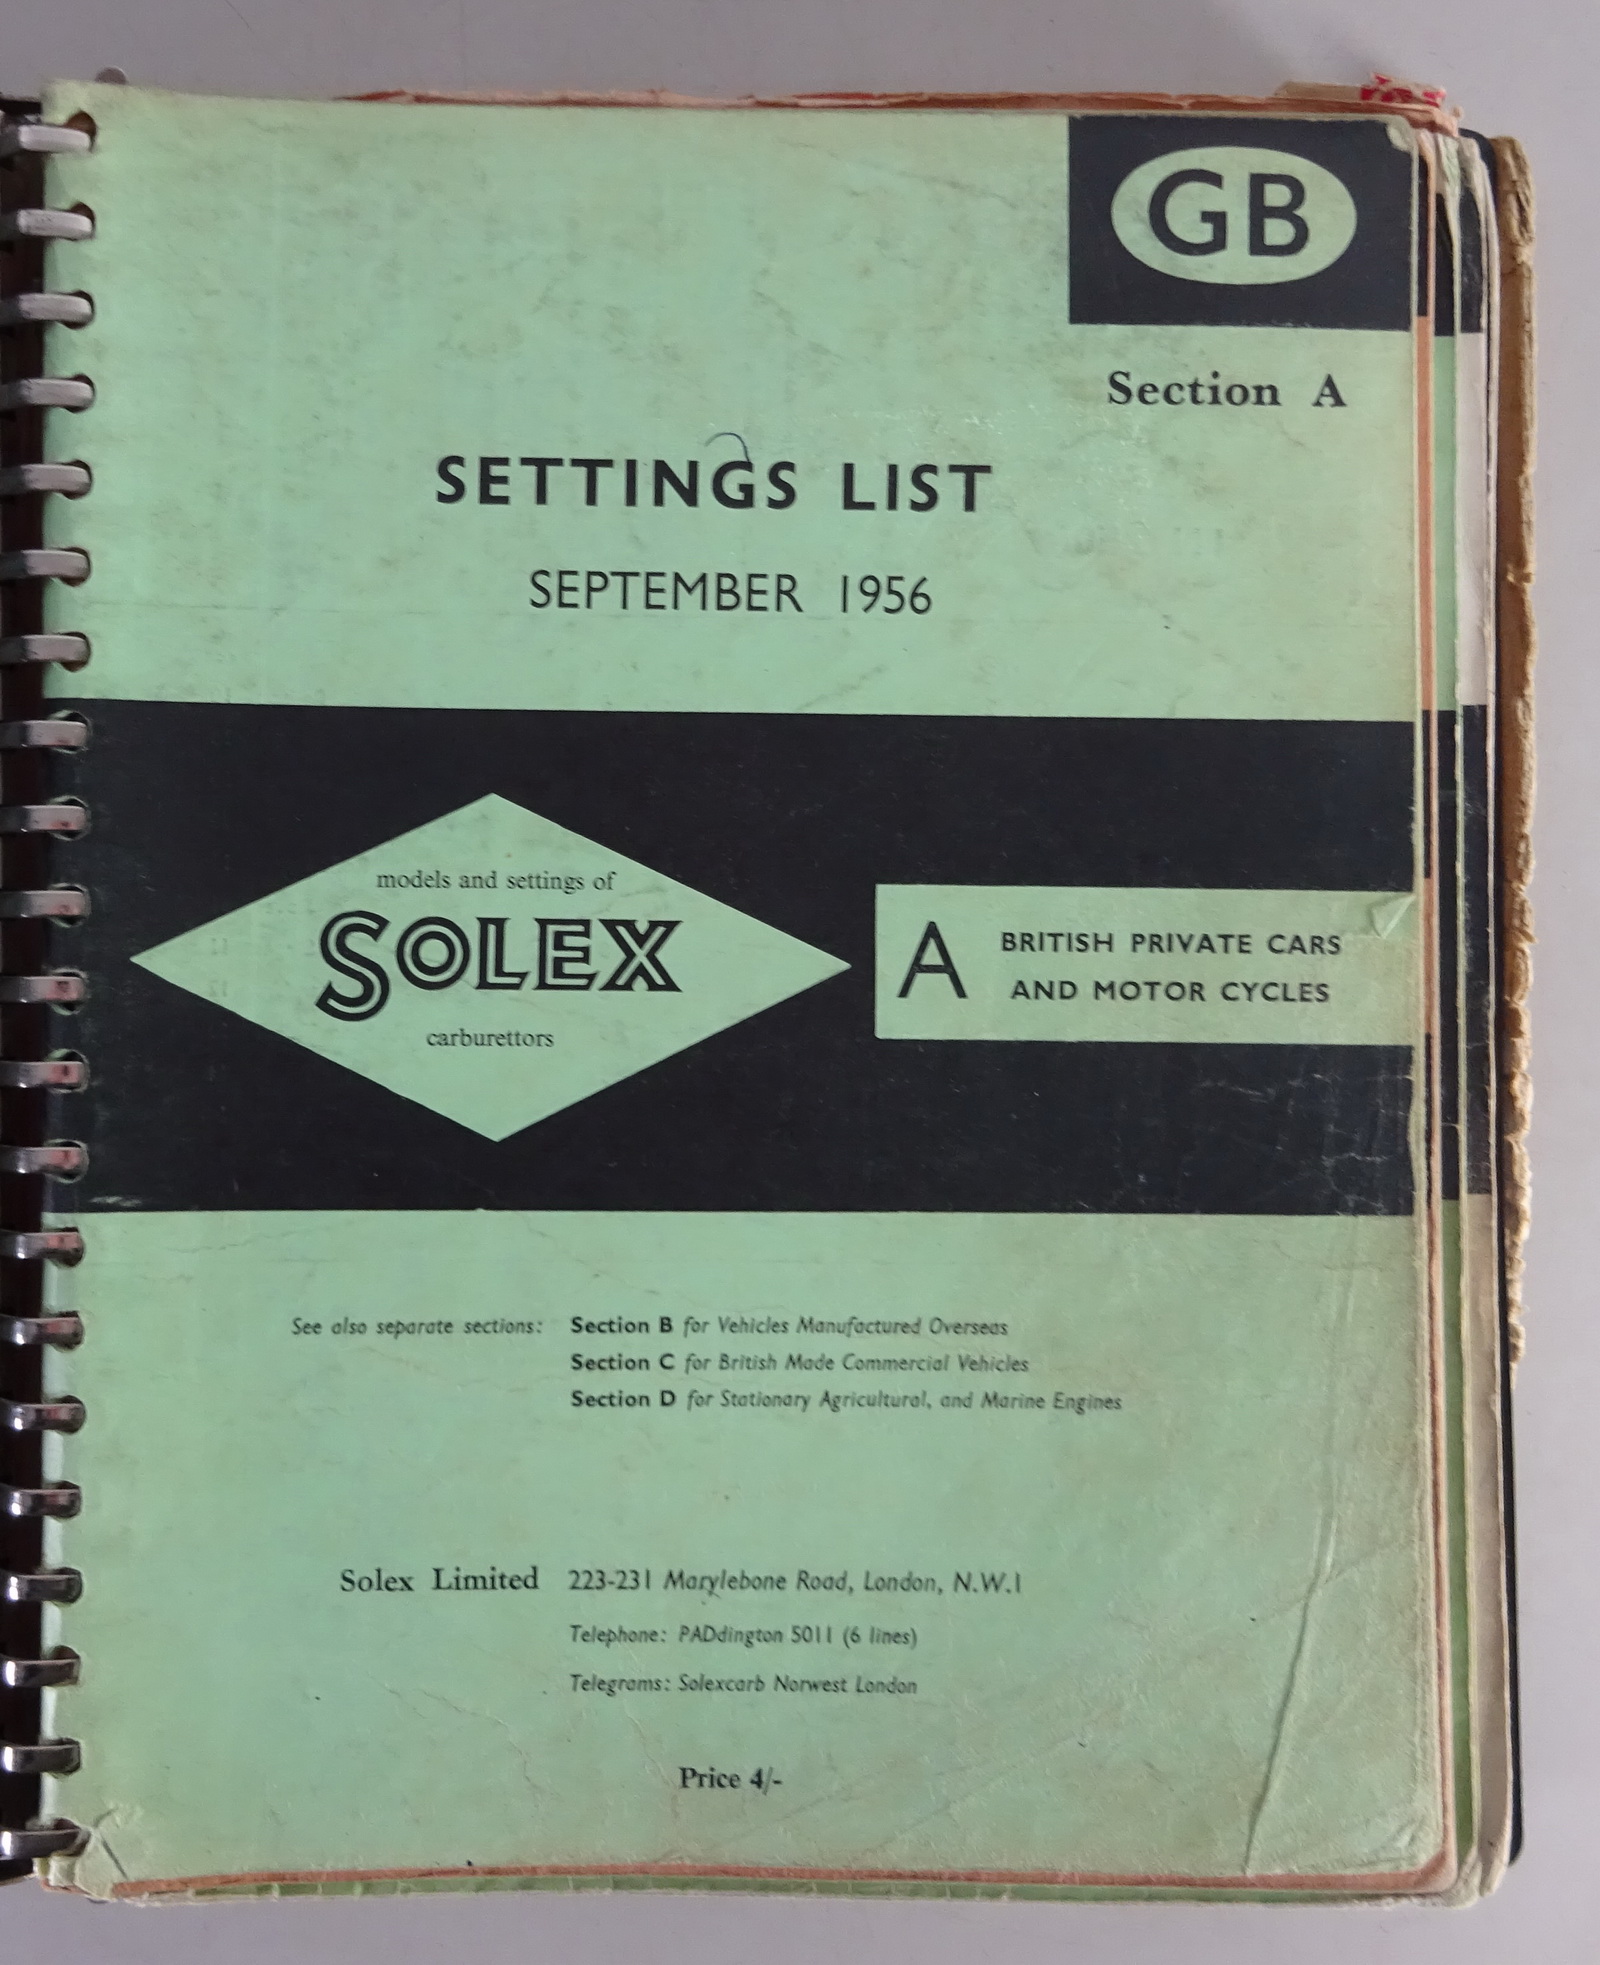 GB
Section A
SETTINGS LIST
SEPTEMBER 1956
models and settings of
SOLEX
carburettors
A BRITISH PRIVATE CARS
AND MOTOR CYCLES
See also separate sections: Section B for Vehicles Manufactured Overseas
Section C for British Made Commercial Vehicles
Section D for Stationary Agricultural, and Marine Engines
Solex Limited 223-231 Marylebone Road, London, N.W.1
Telephone: PADdington 5011 (6 lines)
Telegrams: Solexcarb Norwest London
Price 4/-